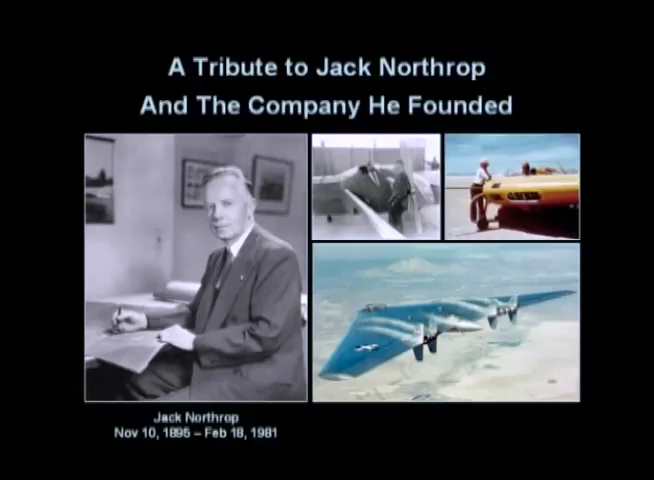 A Tribute to Jack Northrop
And The Company He Founded
Jack Northrop
Nov 10, 1895 – Feb 18, 1981